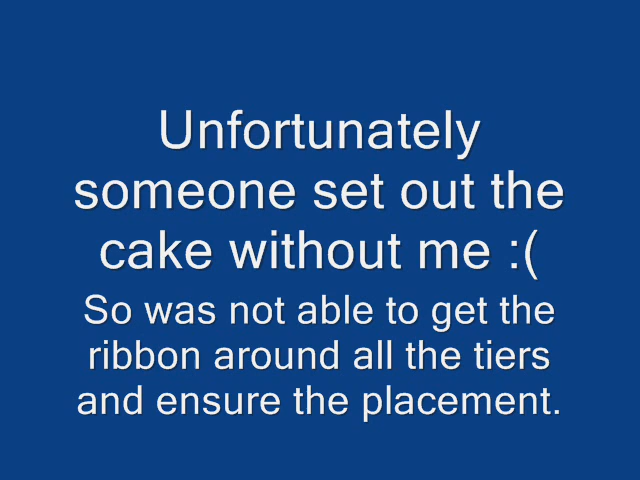 Unfortunately
someone set out the
cake without me :(
So was not able to get the
ribbon around all the tiers
and ensure the placement.